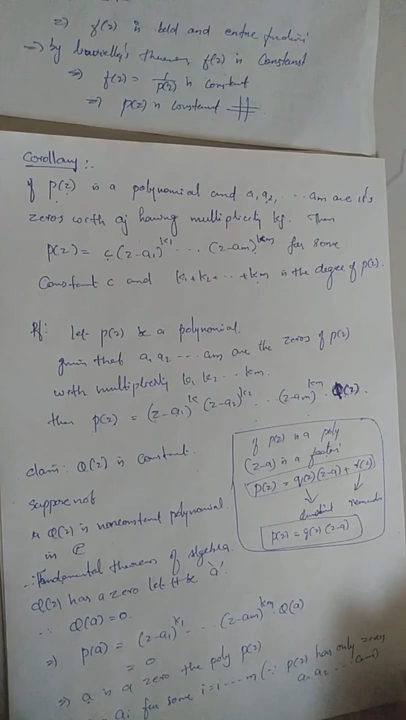 ⇒ f(z) is bdd and entire function
⇒ by Liouville's theorem f(z) is constant
⇒ f(z) = 1/p(z) is constant
⇒ p(z) is constant #
Corollary:-
If p(z) is a polynomial and a₁ a₂, ... am are its
zeros with aj having multiplicity kj. Then
p(z) = c(z-a₁)^k₁ ... (z-am)^km for some
Constant c and k₁+k₂+...+km is the degree of p(z).
Pf: Let p(z) be a polynomial.
given that a₁ a₂ ... am are the zeros of p(z)
with multiplicity k₁ k₂ ... km.
then p(z) = (z-a₁)^k (z-a₂)^k₂ ... (z-am)^km . Q(z).
claim: Q(z) is constant.
suppose not
Q(z) is nonconstant polynomial.
in ℂ
∴ Fundamental theorem of algebra
Q(z) has a zero let it be 'a'.
∴ Q(a) = 0.
⇒ p(a) = (z-a₁)^k₁ ... (z-am)^km . Q(a)
= 0
⇒ a is a zero the poly p(z)
ai for some i=1...m (∵ p(z) has only zeros
a₁ a₂ ...
if p(z) is a poly
(z-a) is a factor
p(z) = q(z)(z-a) + r(z)
remainder
p(z) = q(z)(z-a)